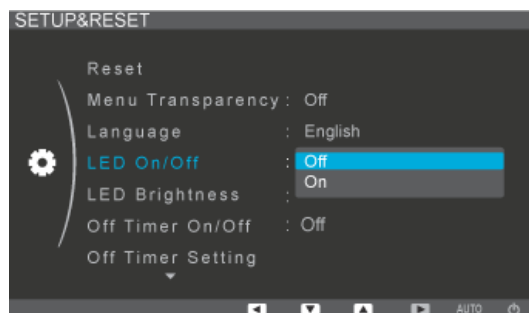 SETUP&RESET
Reset
Menu Transparency : Off
Language : English
LED On/Off : Off
On
LED Brightness :
Off Timer On/Off : Off
Off Timer Setting
AUTO